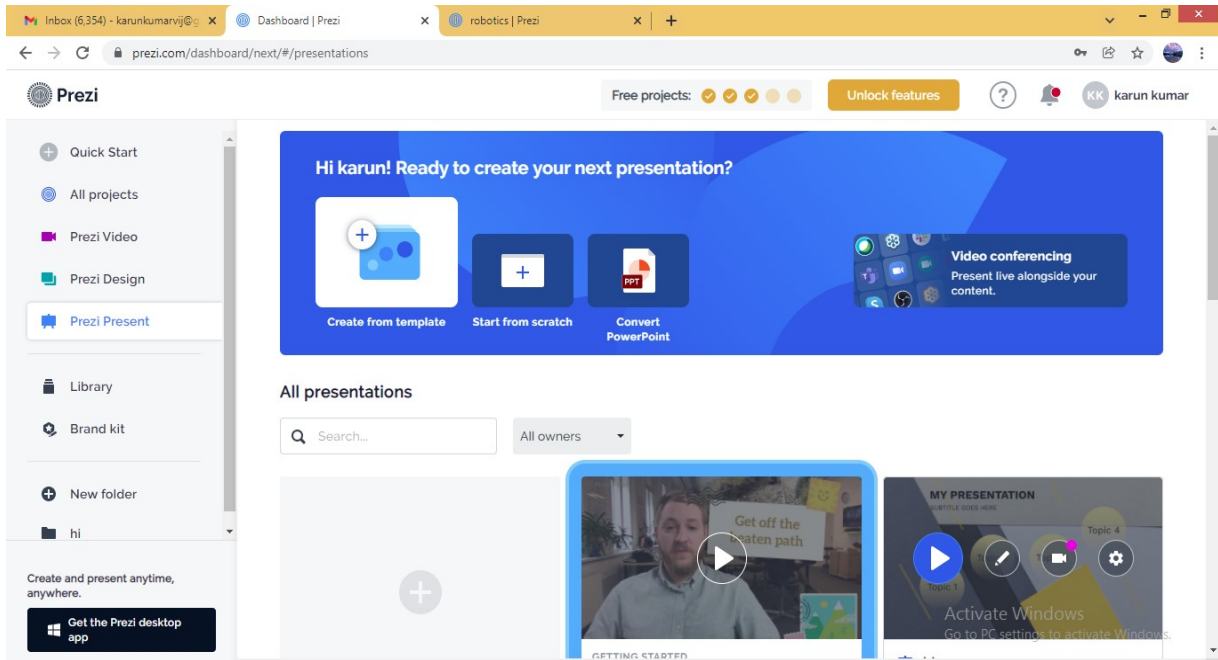 Inbox (6,354) - karunkumarvij@g
Dashboard | Prezi
robotics | Prezi
prezi.com/dashboard/next/#/presentations
Prezi
Free projects:
Unlock features
?
KK karun kumar
Quick Start
All projects
Prezi Video
Prezi Design
Prezi Present
Library
Brand kit
New folder
hi
Create and present anytime,
anywhere.
Get the Prezi desktop
app
Hi karun! Ready to create your next presentation?
Create from template
Start from scratch
PPT
Convert
PowerPoint
Video conferencing
Present live alongside your
content.
All presentations
Search...
All owners
Get off the
beaten path
GETTING STARTED
MY PRESENTATION
SUBTITLE GOES HERE
Topic 4
Topic 1
Activate Windows
Go to PC settings to activate Windows.